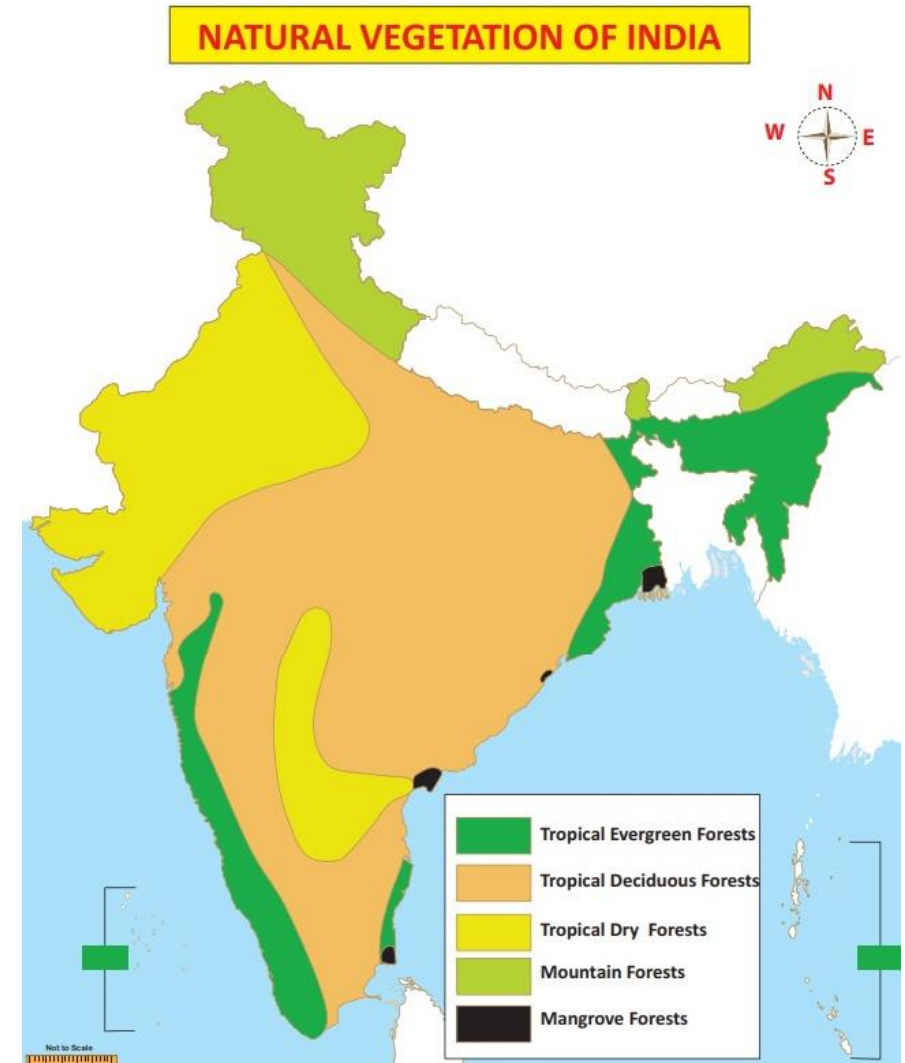 NATURAL VEGETATION OF INDIA
N
W E
S
Tropical Evergreen Forests
Tropical Deciduous Forests
Tropical Dry Forests
Mountain Forests
Mangrove Forests
Not to Scale